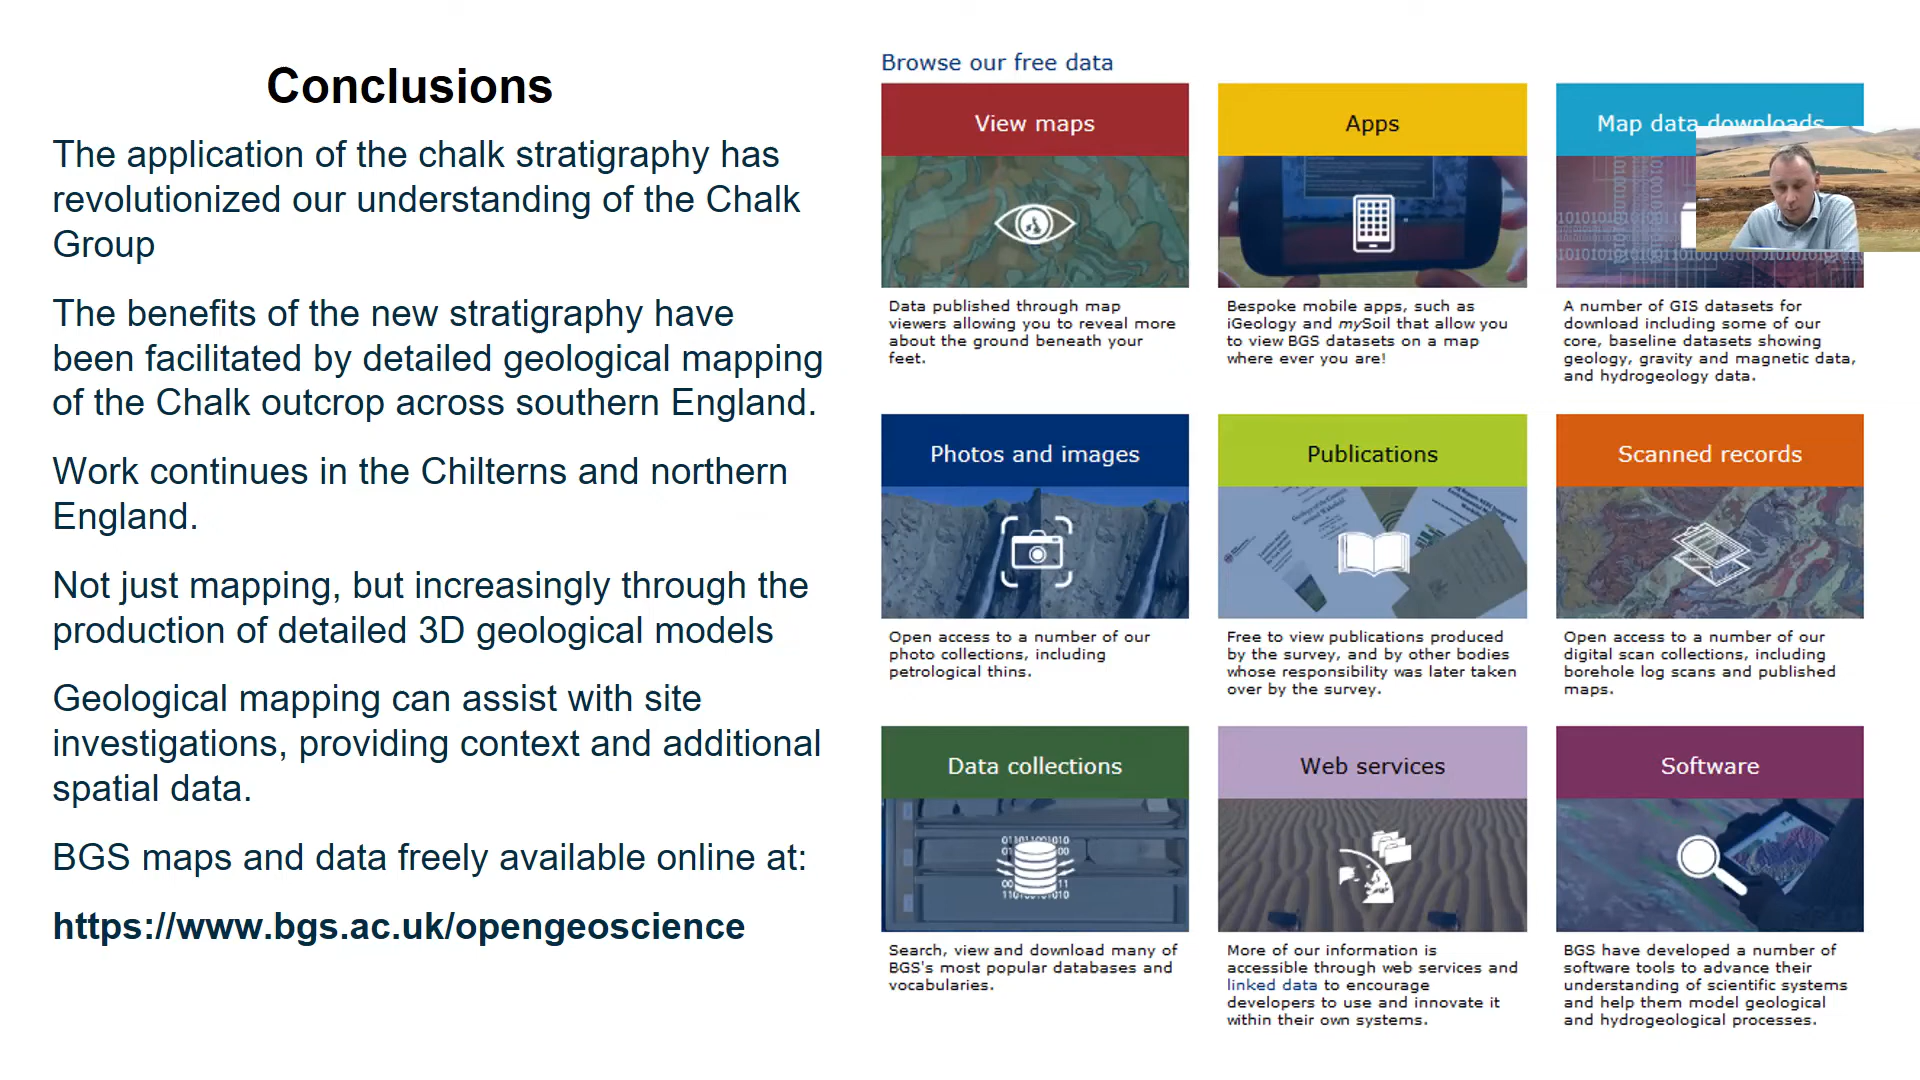 Conclusions
The application of the chalk stratigraphy has
revolutionized our understanding of the Chalk
Group
The benefits of the new stratigraphy have
been facilitated by detailed geological mapping
of the Chalk outcrop across southern England.
Work continues in the Chilterns and northern
England.
Not just mapping, but increasingly through the
production of detailed 3D geological models
Geological mapping can assist with site
investigations, providing context and additional
spatial data.
BGS maps and data freely available online at:
https://www.bgs.ac.uk/opengeoscience
Browse our free data
View maps
Data published through map
viewers allowing you to reveal more
about the ground beneath your
feet.
Apps
Bespoke mobile apps, such as
iGeology and mySoil that allow you
to view BGS datasets on a map
where ever you are!
Map data downloads
A number of GIS datasets for
download including some of our
core, baseline datasets showing
geology, gravity and magnetic data,
and hydrogeology data.
Photos and images
Open access to a number of our
photo collections, including
petrological thins.
Publications
Free to view publications produced
by the survey, and by other bodies
whose responsibility was later taken
over by the survey.
Scanned records
Open access to a number of our
digital scan collections, including
borehole log scans and published
maps.
Data collections
Search, view and download many of
BGS's most popular databases and
vocabularies.
Web services
More of our information is
accessible through web services and
linked data to encourage
developers to use and innovate it
within their own systems.
Software
BGS have developed a number of
software tools to advance their
understanding of scientific systems
and help them model geological
and hydrogeological processes.